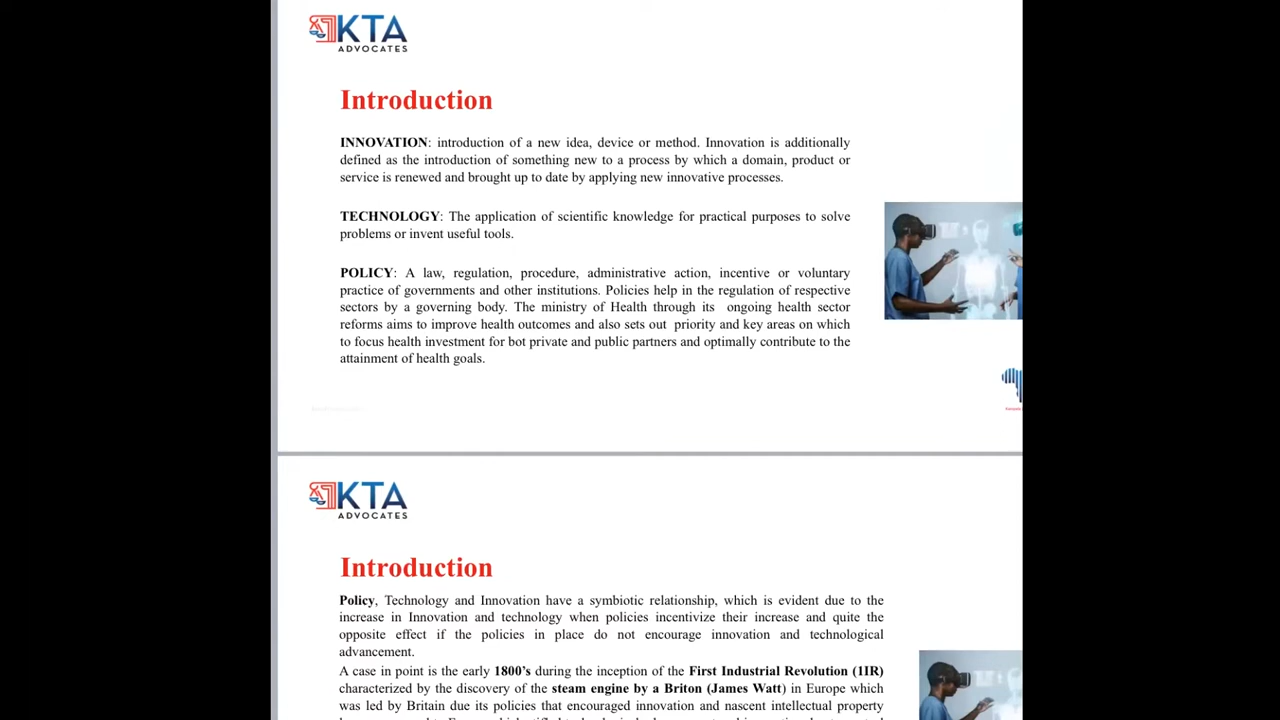 KTA
ADVOCATES
Introduction
INNOVATION: introduction of a new idea, device or method. Innovation is additionally
defined as the introduction of something new to a process by which a domain, product or
service is renewed and brought up to date by applying new innovative processes.
TECHNOLOGY: The application of scientific knowledge for practical purposes to solve
problems or invent useful tools.
POLICY: A law, regulation, procedure, administrative action, incentive or voluntary
practice of governments and other institutions. Policies help in the regulation of respective
sectors by a governing body. The ministry of Health through its ongoing health sector
reforms aims to improve health outcomes and also sets out priority and key areas on which
to focus health investment for bot private and public partners and optimally contribute to the
attainment of health goals.
KTA
ADVOCATES
Introduction
Policy, Technology and Innovation have a symbiotic relationship, which is evident due to the
increase in Innovation and technology when policies incentivize their increase and quite the
opposite effect if the policies in place do not encourage innovation and technological
advancement.
A case in point is the early 1800’s during the inception of the First Industrial Revolution (1IR)
characterized by the discovery of the steam engine by a Briton (James Watt) in Europe which
was led by Britain due its policies that encouraged innovation and nascent intellectual property